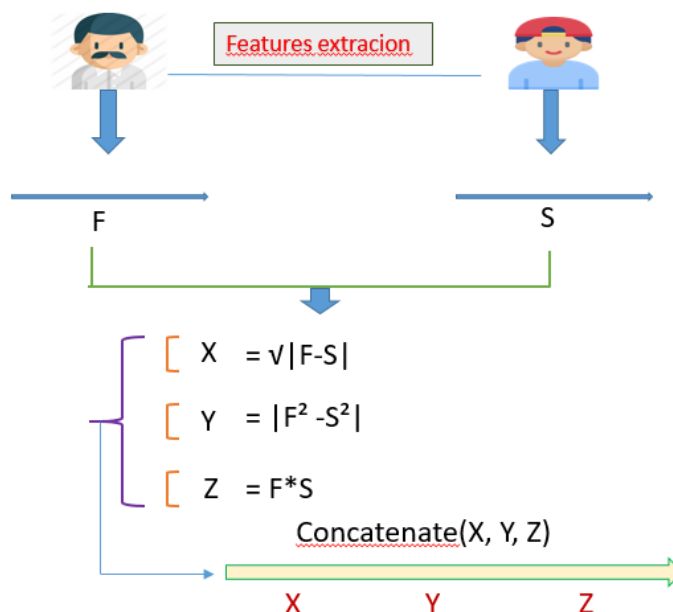 Features extracion
F
S
X = √|F-S|
Y = |F² -S²|
Z = F*S
Concatenate(X, Y, Z)
X Y Z